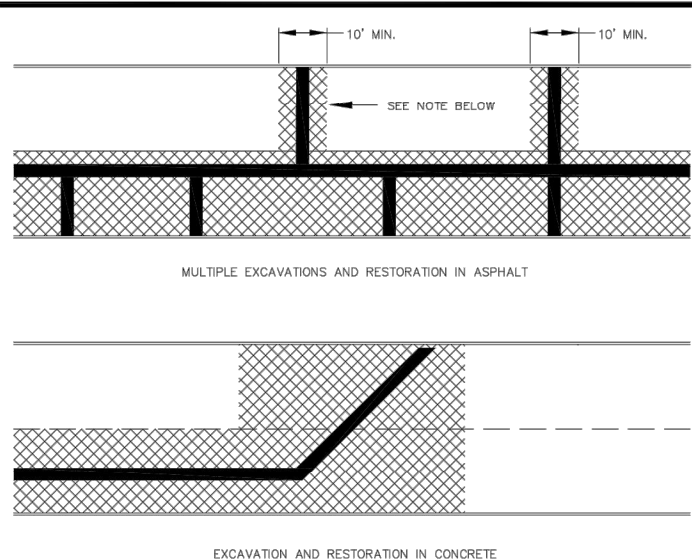 10' MIN.
10' MIN.
SEE NOTE BELOW
MULTIPLE EXCAVATIONS AND RESTORATION IN ASPHALT
EXCAVATION AND RESTORATION IN CONCRETE